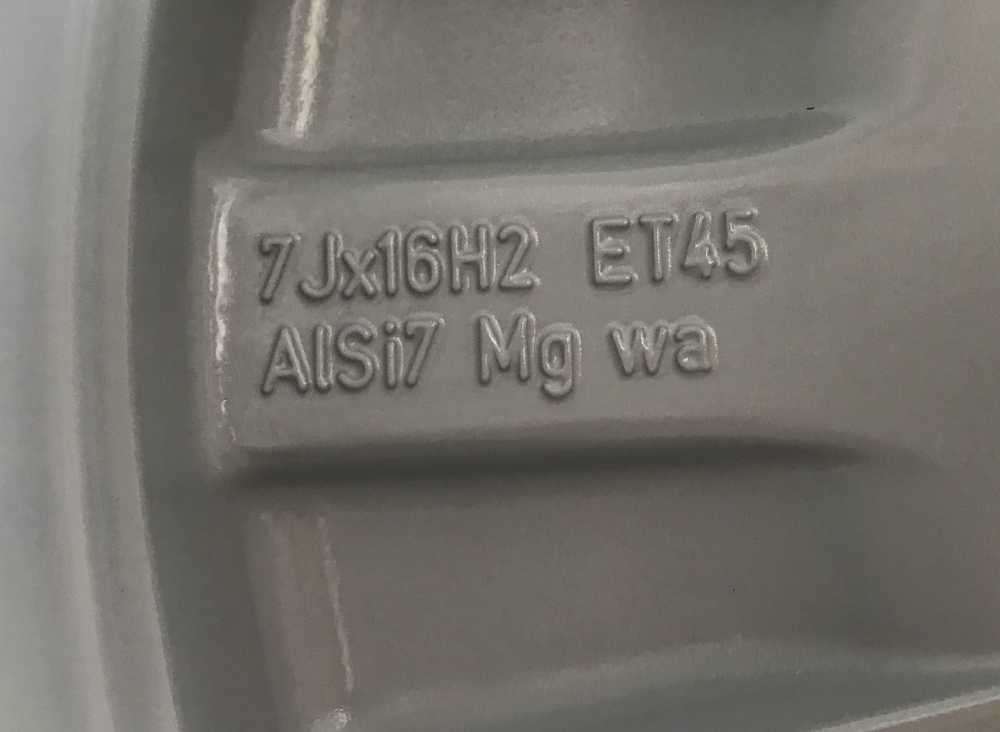 7Jx16H2 ET45
AlSi7 Mg wa